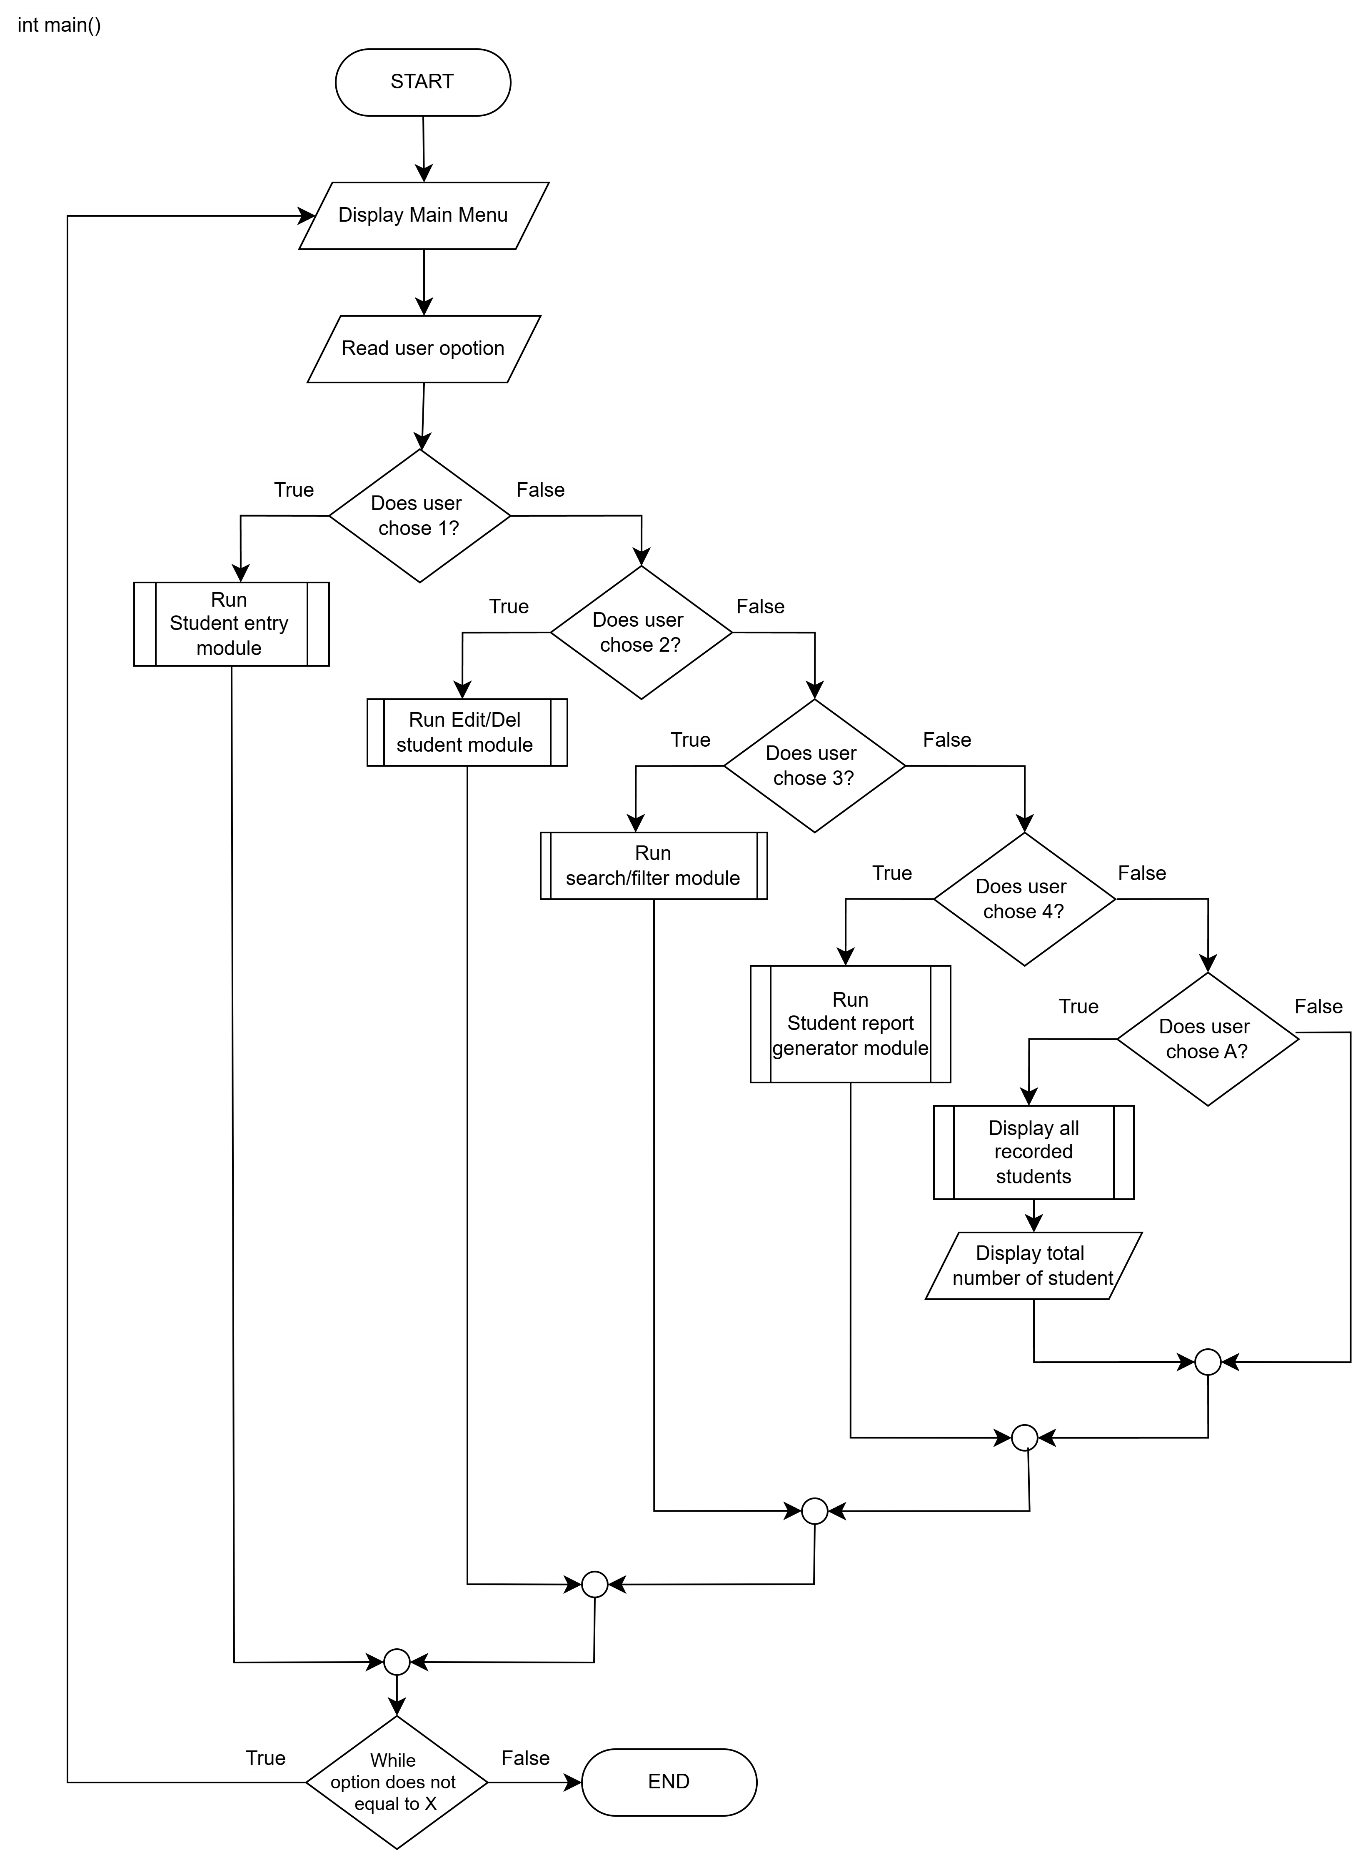 int main()
START
Display Main Menu
Read user opotion
True
False
Does user
chose 1?
Run
Student entry
module
True
False
Does user
chose 2?
Run Edit/Del
student module
True
False
Does user
chose 3?
Run
search/filter module
True
False
Does user
chose 4?
Run
Student report
generator module
True
False
Does user
chose A?
Display all
recorded
students
Display total
number of student
True
False
While
option does not
equal to X
END